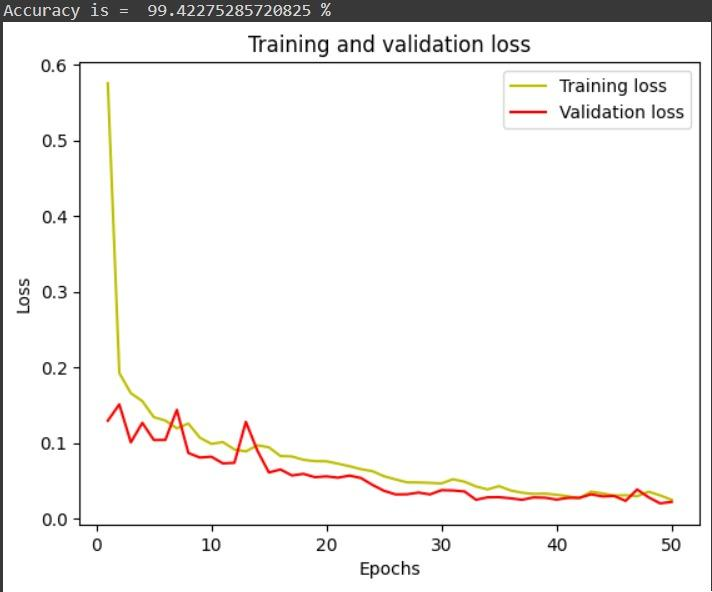 Accuracy is =  99.42275285720825 %
Training and validation loss
Training loss
Validation loss
0.6
0.5
0.4
0.3
0.2
0.1
0.0
Loss
0 10 20 30 40 50
Epochs